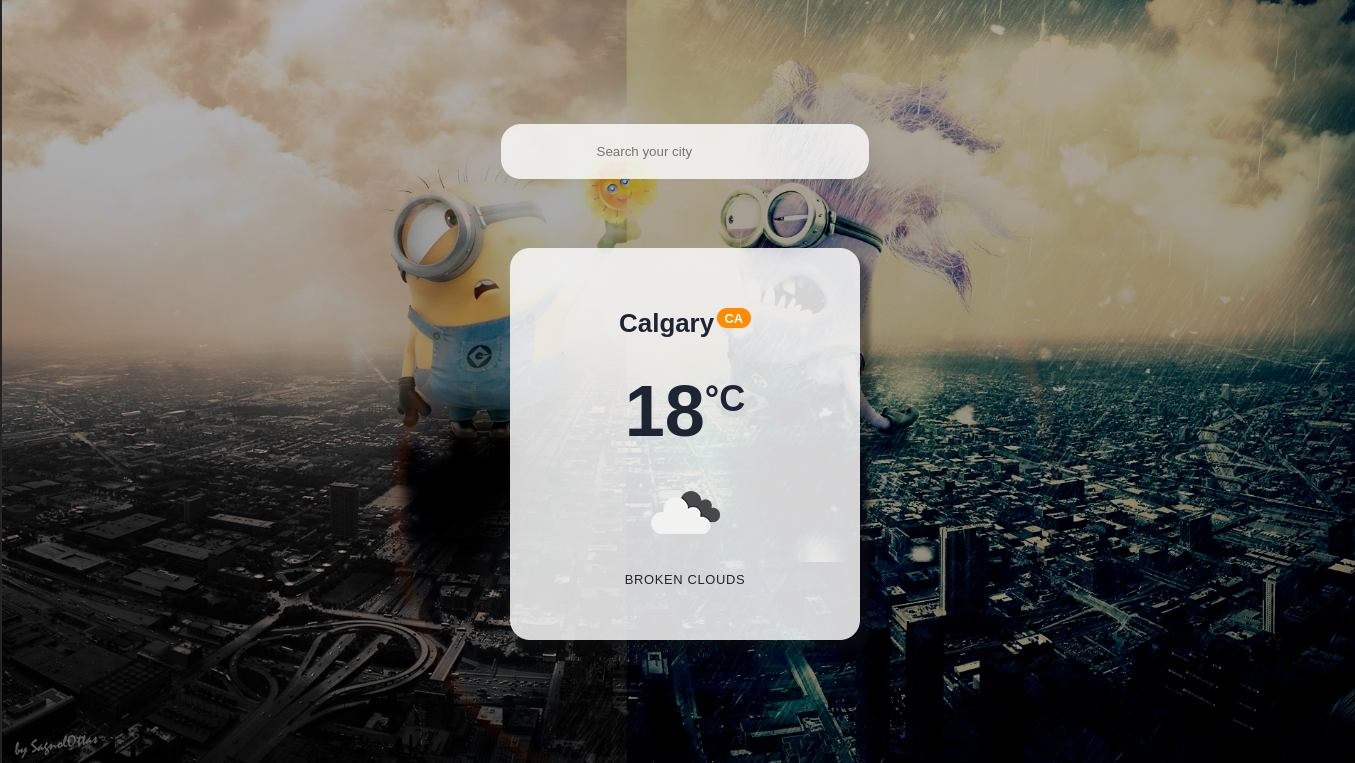 Search your city
Calgary CA
18°C
BROKEN CLOUDS
by SagnolOttas